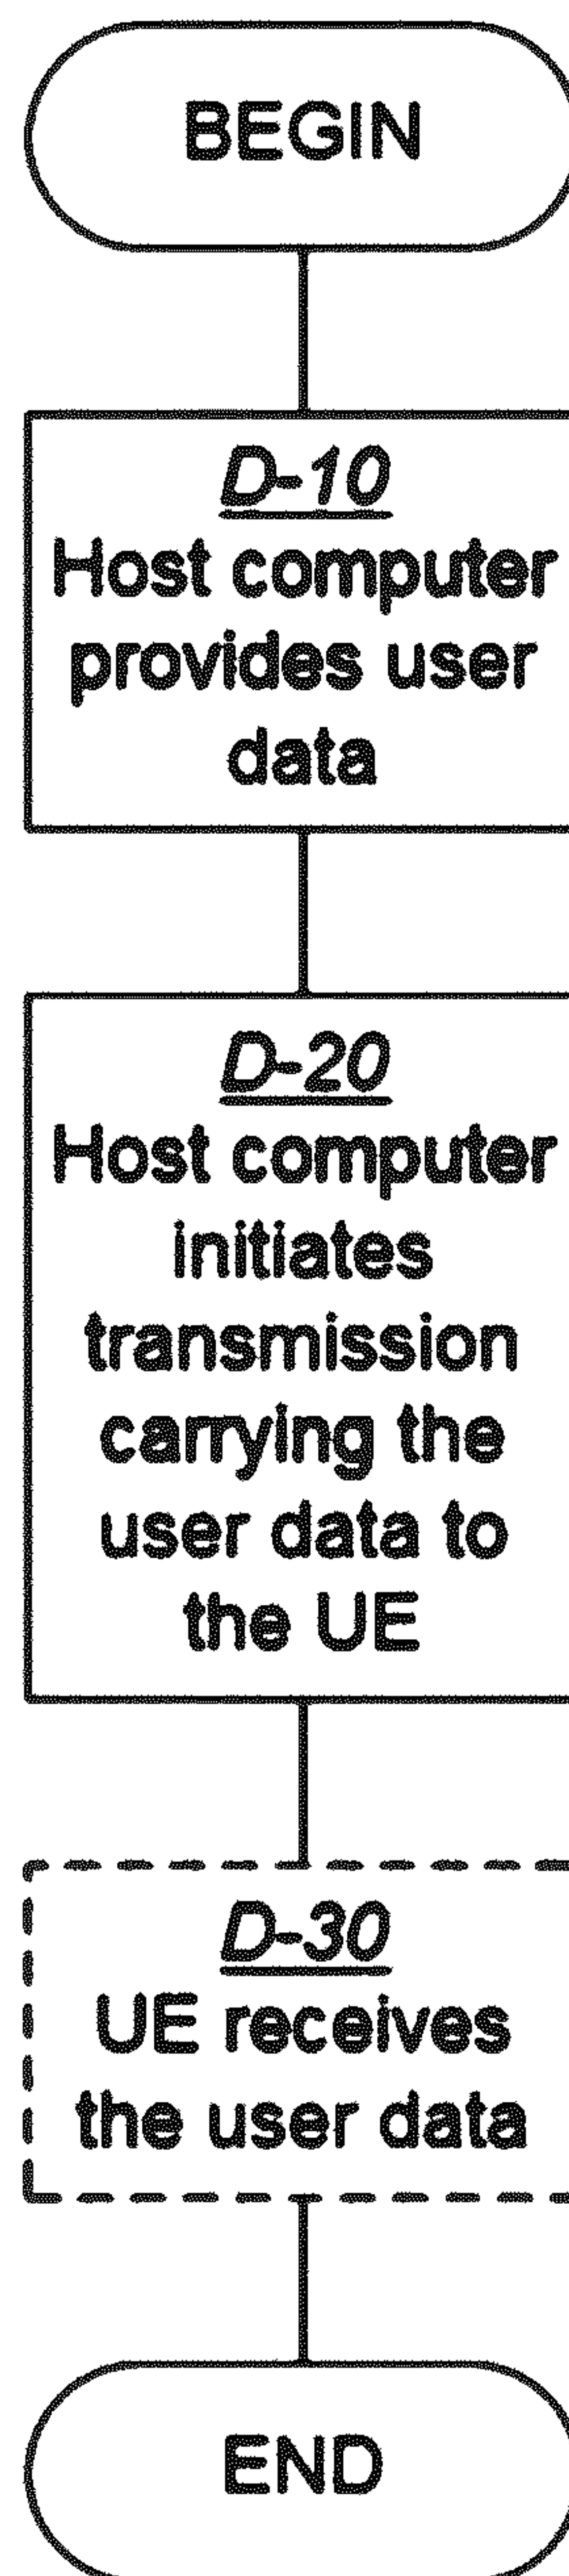 BEGIN
D-10
Host computer
provides user
data
D-20
Host computer
initiates
transmission
carrying the
user data to
the UE
D-30
UE receives
the user data
END